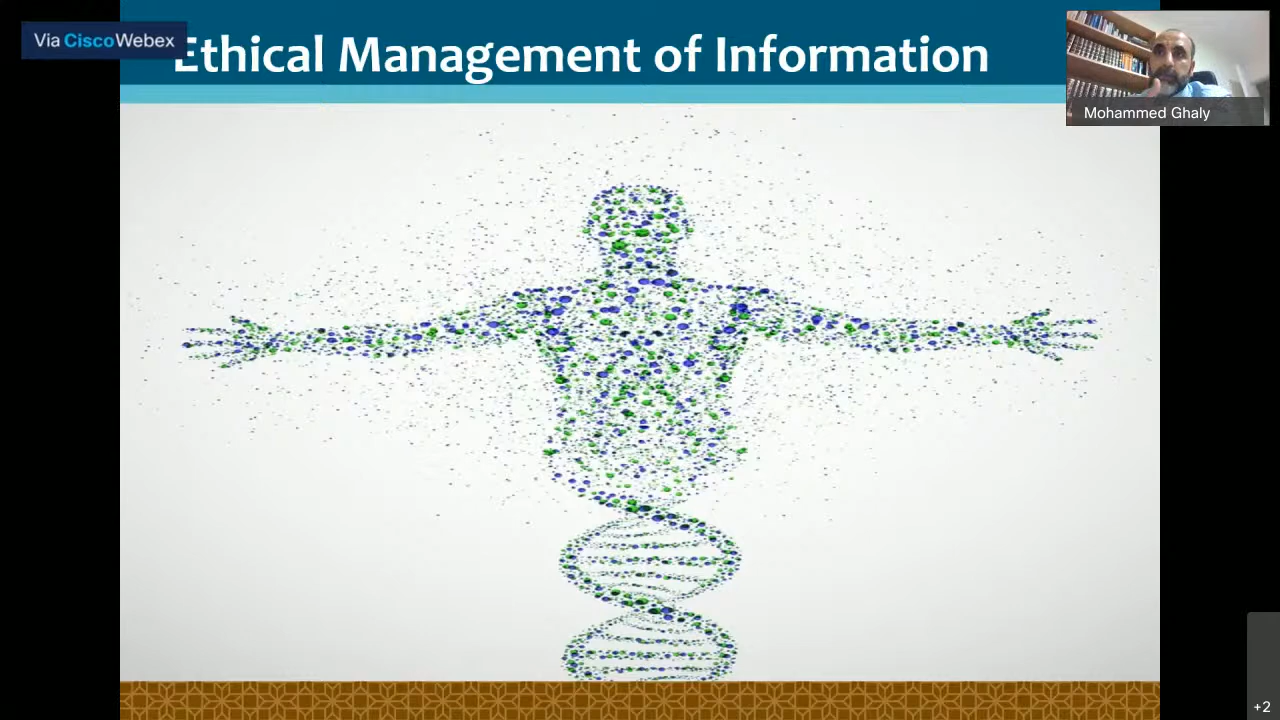 Via CiscoWebex
Ethical Management of Information
Mohammed Ghaly
+2